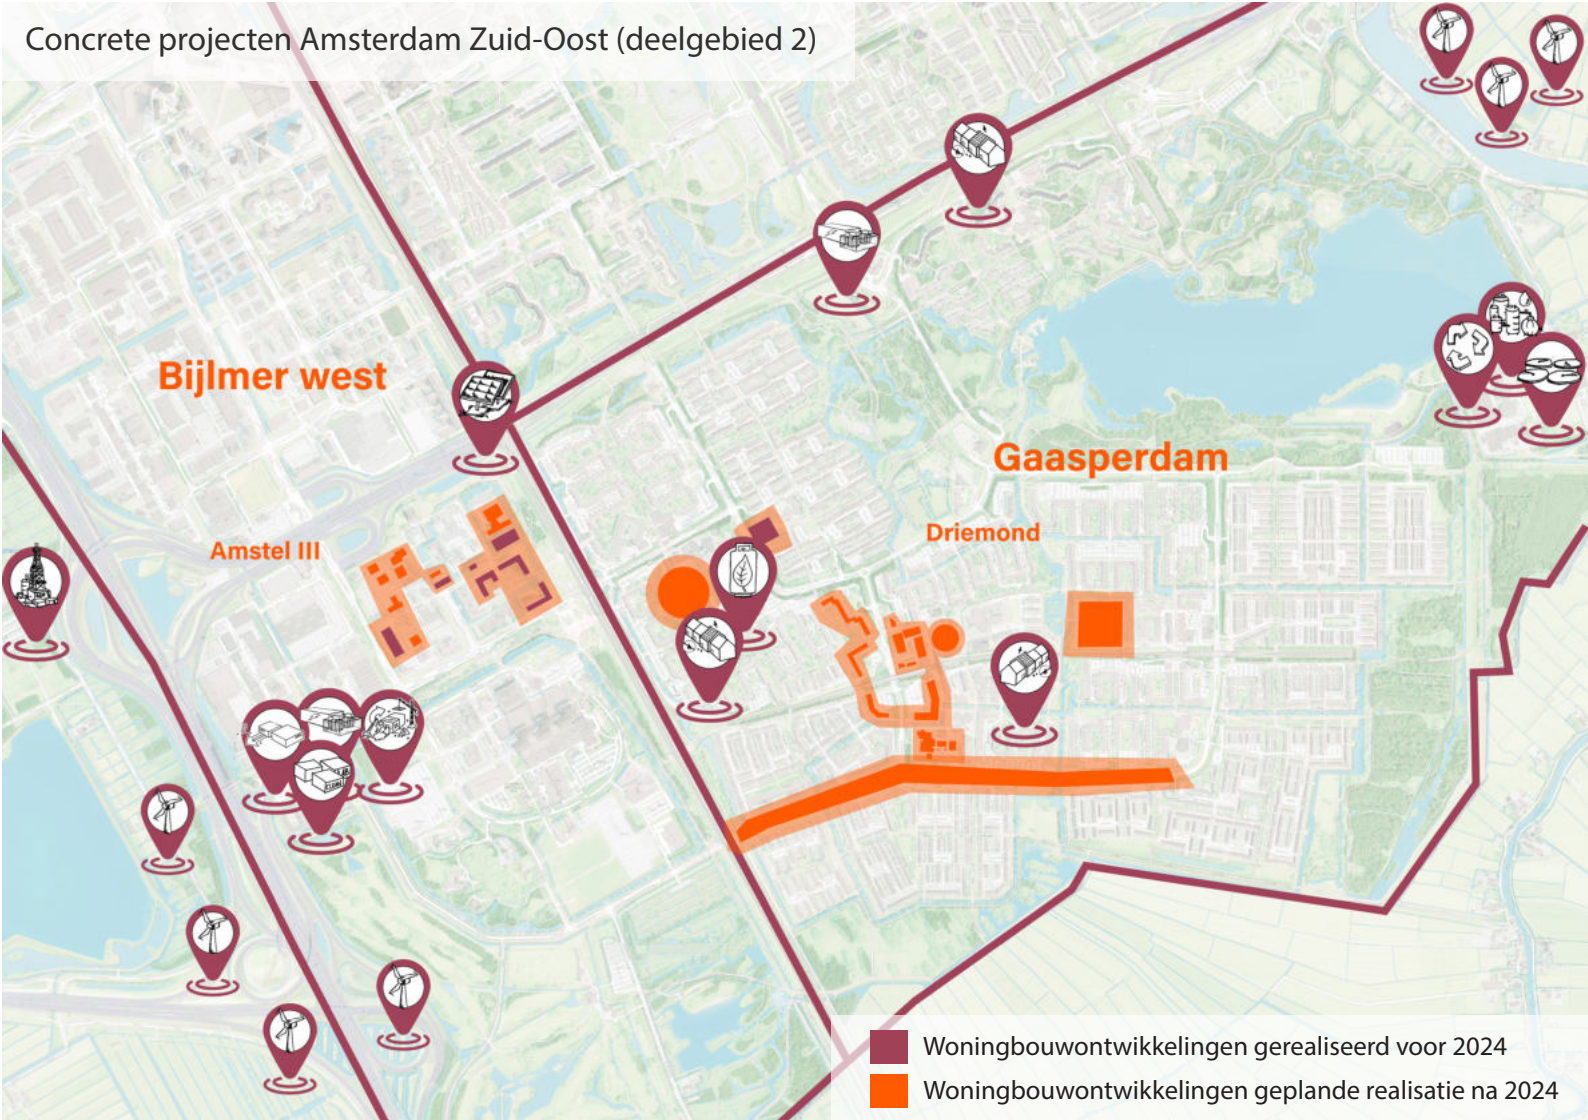 Concrete projecten Amsterdam Zuid-Oost (deelgebied 2)
Bijlmer west
Gaasperdam
Driemond
Amstel III
Woningbouwontwikkelingen gerealiseerd voor 2024
Woningbouwontwikkelingen geplande realisatie na 2024